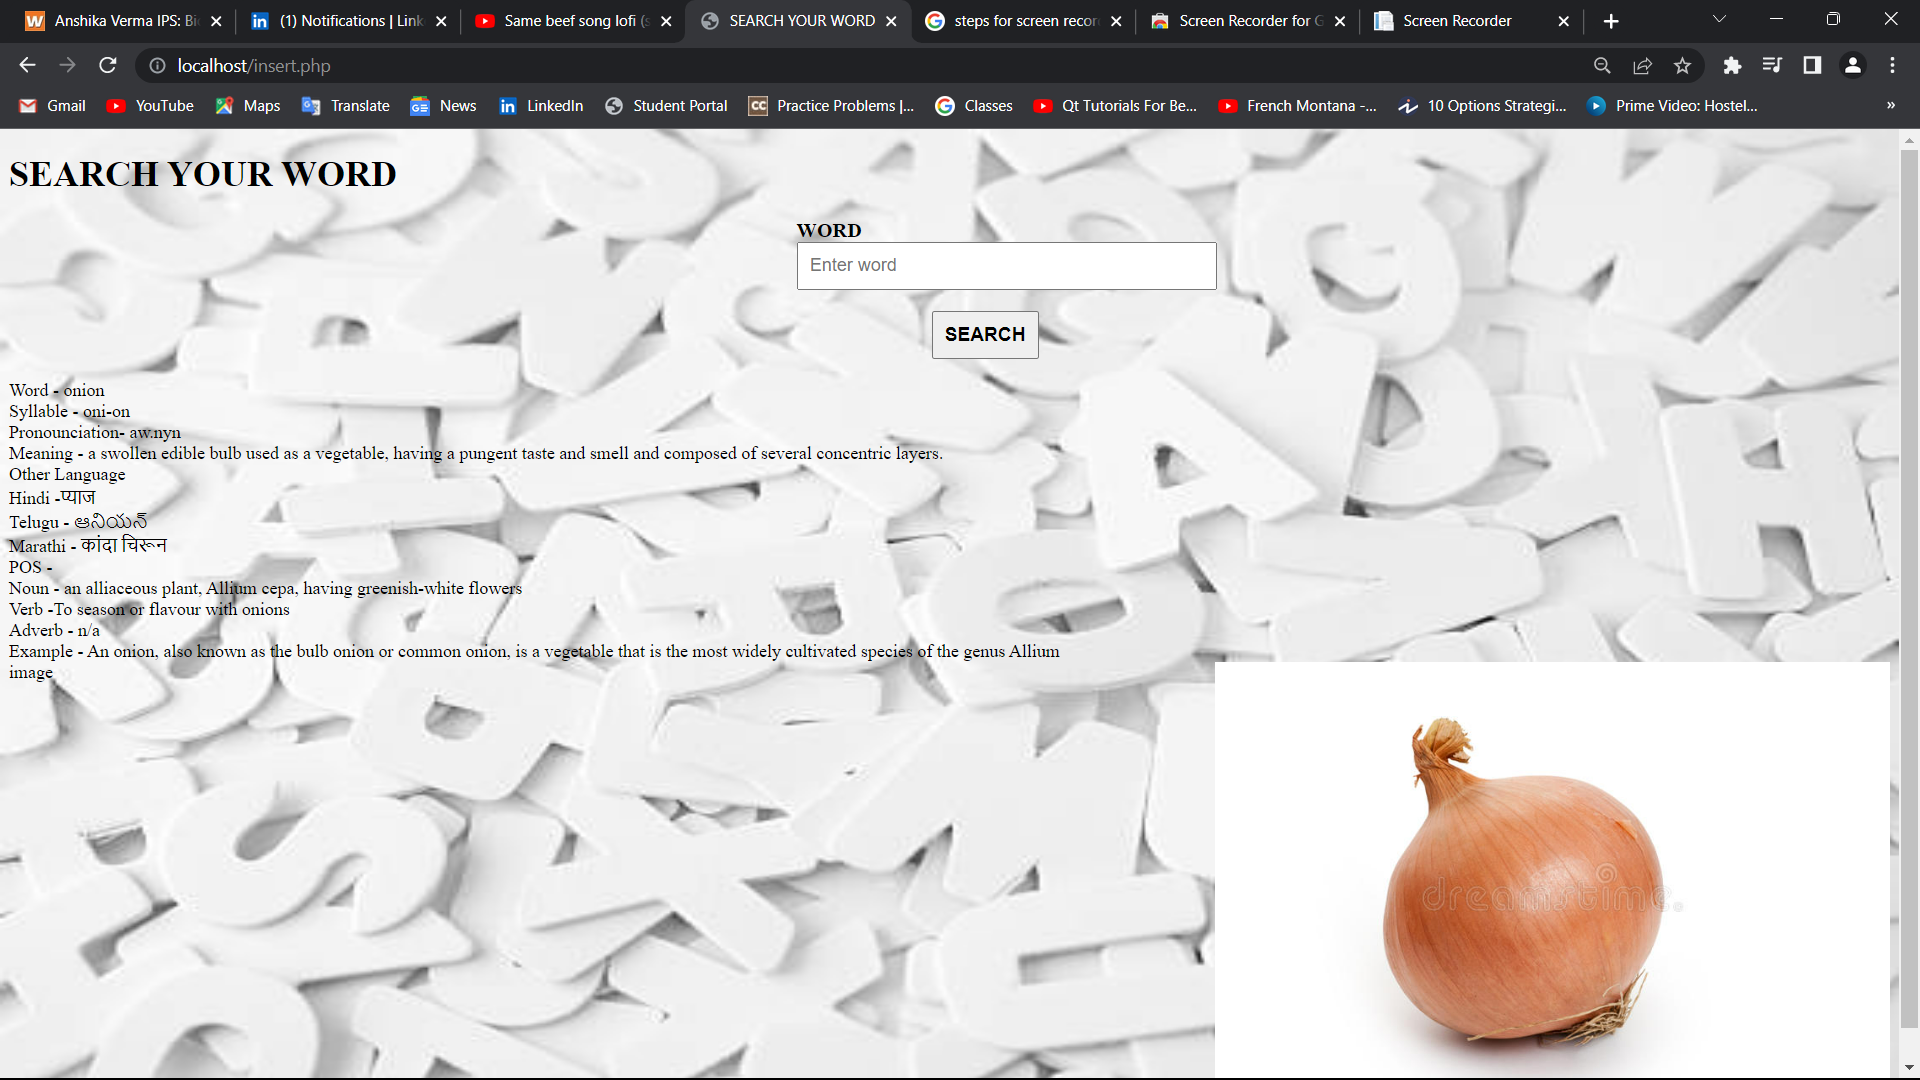 Anshika Verma IPS: Bi
(1) Notifications | Link
Same beef song lofi (s
SEARCH YOUR WORD
steps for screen recor
Screen Recorder for G
Screen Recorder
localhost/insert.php
Gmail
YouTube
Maps
Translate
News
LinkedIn
Student Portal
Practice Problems |...
Classes
Qt Tutorials For Be...
French Montana -...
10 Options Strategi...
Prime Video: Hostel...
»
SEARCH YOUR WORD
WORD
Enter word
SEARCH
Word - onion
Syllable - oni-on
Pronounciation- aw.nyn
Meaning - a swollen edible bulb used as a vegetable, having a pungent taste and smell and composed of several concentric layers.
Other Language
Hindi -प्याज
Telugu - ఆనియన్
Marathi - कांदा चिरून
POS -
Noun - an alliaceous plant, Allium cepa, having greenish-white flowers
Verb -To season or flavour with onions
Adverb - n/a
Example - An onion, also known as the bulb onion or common onion, is a vegetable that is the most widely cultivated species of the genus Allium
image
dreamstime.